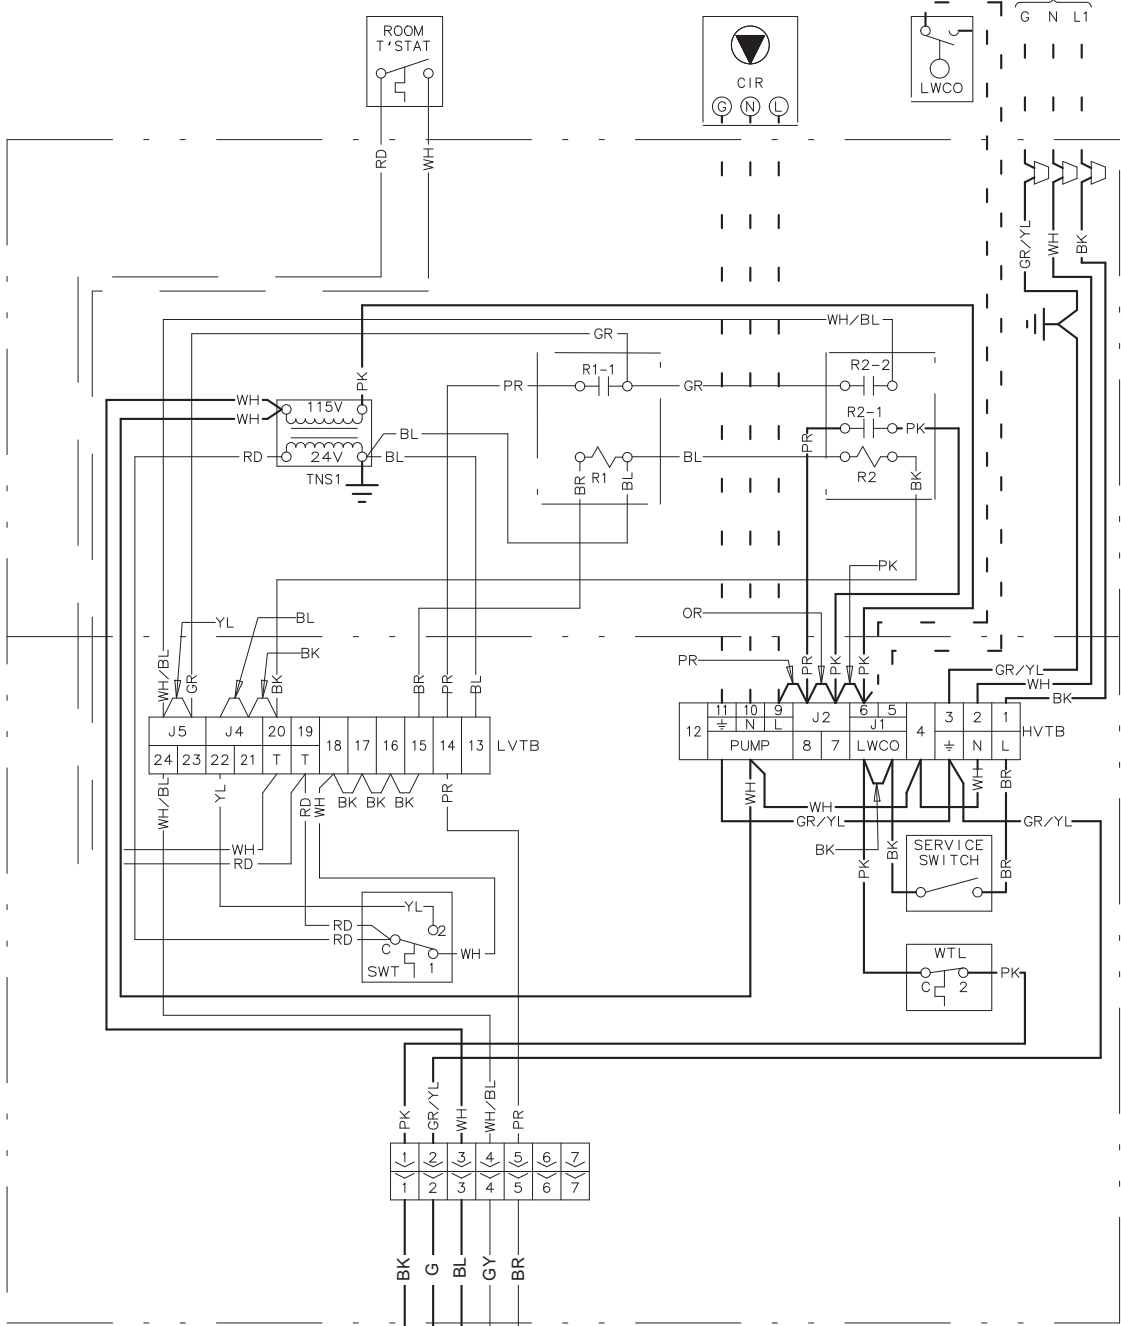 G N L1
ROOM
T'STAT
CIR
G N L
LWCO
RD
WH
GR/YL
WH
BK
WH/BL
GR
PK
R1-1
R2-2
PR
GR
WH
115V
WH
R2-1
PK
BL
PR
RD
24V
BL
BL
TNS1
BR
R1
BL
R2
BK
PK
OR
YL
BL
BK
PR
WH/BL
GR
BK
BR
PR
BL
PR
PK
PK
GR/YL
WH
BK
J5 J4 20 19 18 17 16 15 14 13 LVTB
24 23 22 21 T T
12 11 10 9 J2 6 5 4 3 2 1 HVTB
N L J1
PUMP 8 7 LWCO N L
WH/BL
YL
RD
WH
BK BK BK
PR
WH
WH
WH
BR
GR/YL
GR/YL
BK
PK
BK
SERVICE
SWITCH
BR
WH
RD
YL
2
RD
RD
C
WH
SWT
1
WTL
PK
C 2
PK
GR/YL
WH
WH/BL
PR
1 2 3 4 5 6 7
1 2 3 4 5 6 7
BK
G
BL
GY
BR